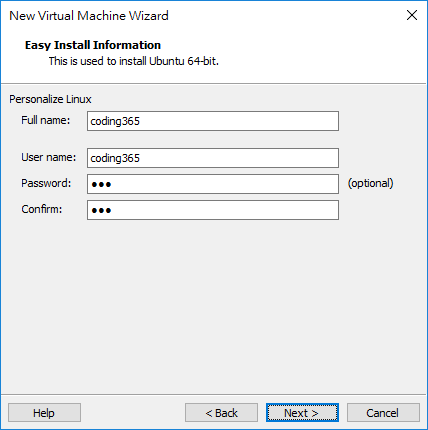 New Virtual Machine Wizard
Easy Install Information
This is used to install Ubuntu 64-bit.
Personalize Linux
Full name: coding365
User name: coding365
Password: ●●● (optional)
Confirm: ●●●
Help < Back Next > Cancel